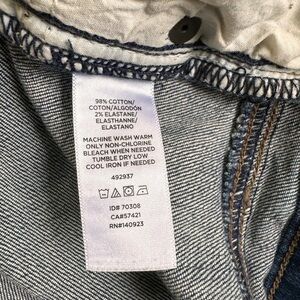 98% COTTON/
COTON/ALGODÓN
2% ELASTANE/
ELASTHANNE/
ELASTANO
MACHINE WASH WARM
ONLY NON-CHLORINE
BLEACH WHEN NEEDED
TUMBLE DRY LOW
COOL IRON IF NEEDED
492937
ID# 70308
CA#57421
RN#140923